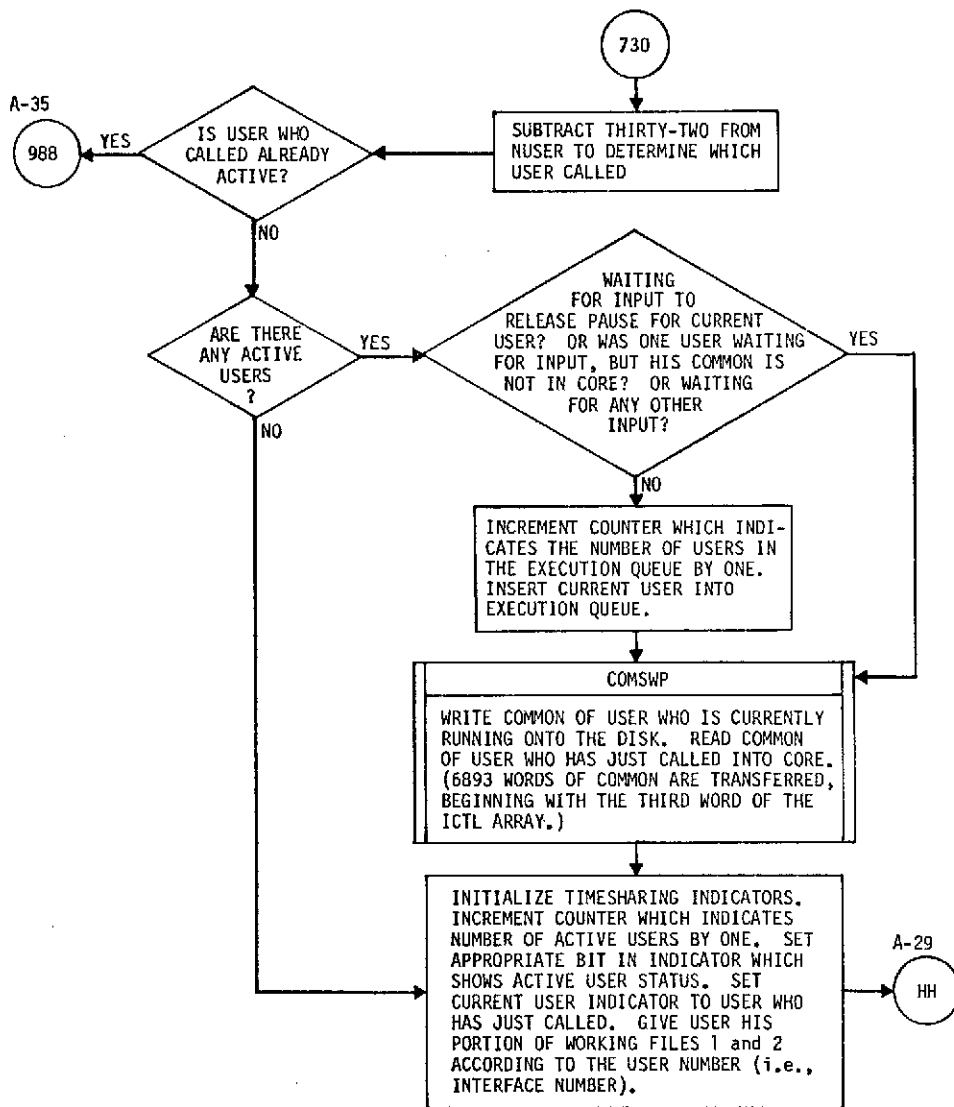 730
SUBTRACT THIRTY-TWO FROM
NUSER TO DETERMINE WHICH
USER CALLED
IS USER WHO
CALLED ALREADY
ACTIVE?
YES
A-35
988
NO
ARE THERE
ANY ACTIVE
USERS
?
YES
NO
WAITING
FOR INPUT TO
RELEASE PAUSE FOR CURRENT
USER? OR WAS ONE USER WAITING
FOR INPUT, BUT HIS COMMON IS
NOT IN CORE? OR WAITING
FOR ANY OTHER
INPUT?
YES
NO
INCREMENT COUNTER WHICH INDI-
CATES THE NUMBER OF USERS IN
THE EXECUTION QUEUE BY ONE.
INSERT CURRENT USER INTO
EXECUTION QUEUE.
COMSWP
WRITE COMMON OF USER WHO IS CURRENTLY
RUNNING ONTO THE DISK. READ COMMON
OF USER WHO HAS JUST CALLED INTO CORE.
(6893 WORDS OF COMMON ARE TRANSFERRED,
BEGINNING WITH THE THIRD WORD OF THE
ICTL ARRAY.)
INITIALIZE TIMESHARING INDICATORS.
INCREMENT COUNTER WHICH INDICATES
NUMBER OF ACTIVE USERS BY ONE. SET
APPROPRIATE BIT IN INDICATOR WHICH
SHOWS ACTIVE USER STATUS. SET
CURRENT USER INDICATOR TO USER WHO
HAS JUST CALLED. GIVE USER HIS
PORTION OF WORKING FILES 1 and 2
ACCORDING TO THE USER NUMBER (i.e.,
INTERFACE NUMBER).
A-29
HH